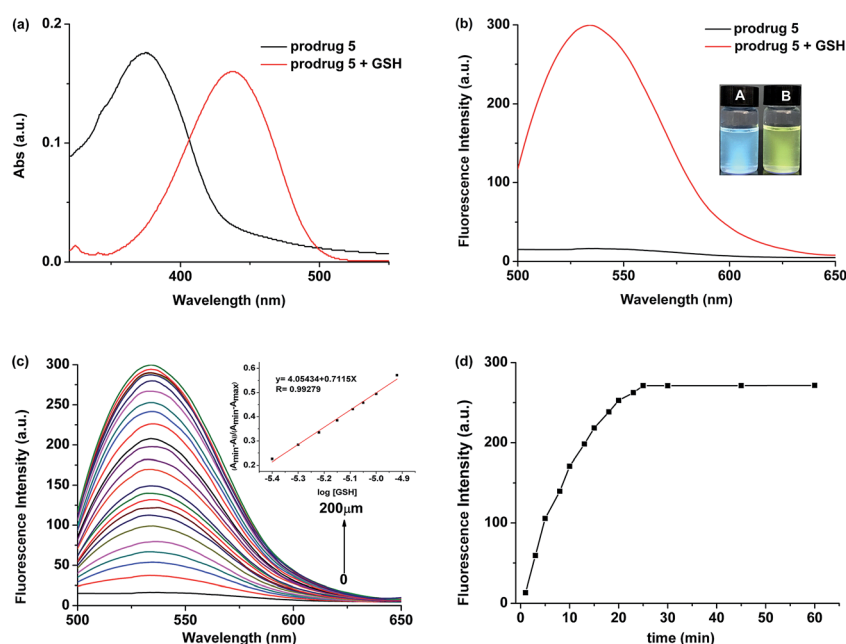 (a)
0.2
0.1
0.0
Abs (a.u.)
prodrug 5
prodrug 5 + GSH
400
500
Wavelength (nm)
(b)
300
200
100
0
Fluorescence Intensity (a.u.)
prodrug 5
prodrug 5 + GSH
A B
500
550
600
650
Wavelength (nm)
(c)
300
250
200
150
100
50
0
Fluorescence Intensity (a.u.)
0.6
0.5
0.4
0.3
0.2
y= 4.05434+0.7115X
R= 0.99279
-5.4 -5.3 -5.2 -5.1 -5.0 -4.9
log [GSH]
200μm
0
500
550
600
650
Wavelength (nm)
(d)
400
300
200
100
0
Fluorescence Intensity (a.u.)
0 10 20 30 40 50 60
time (min)